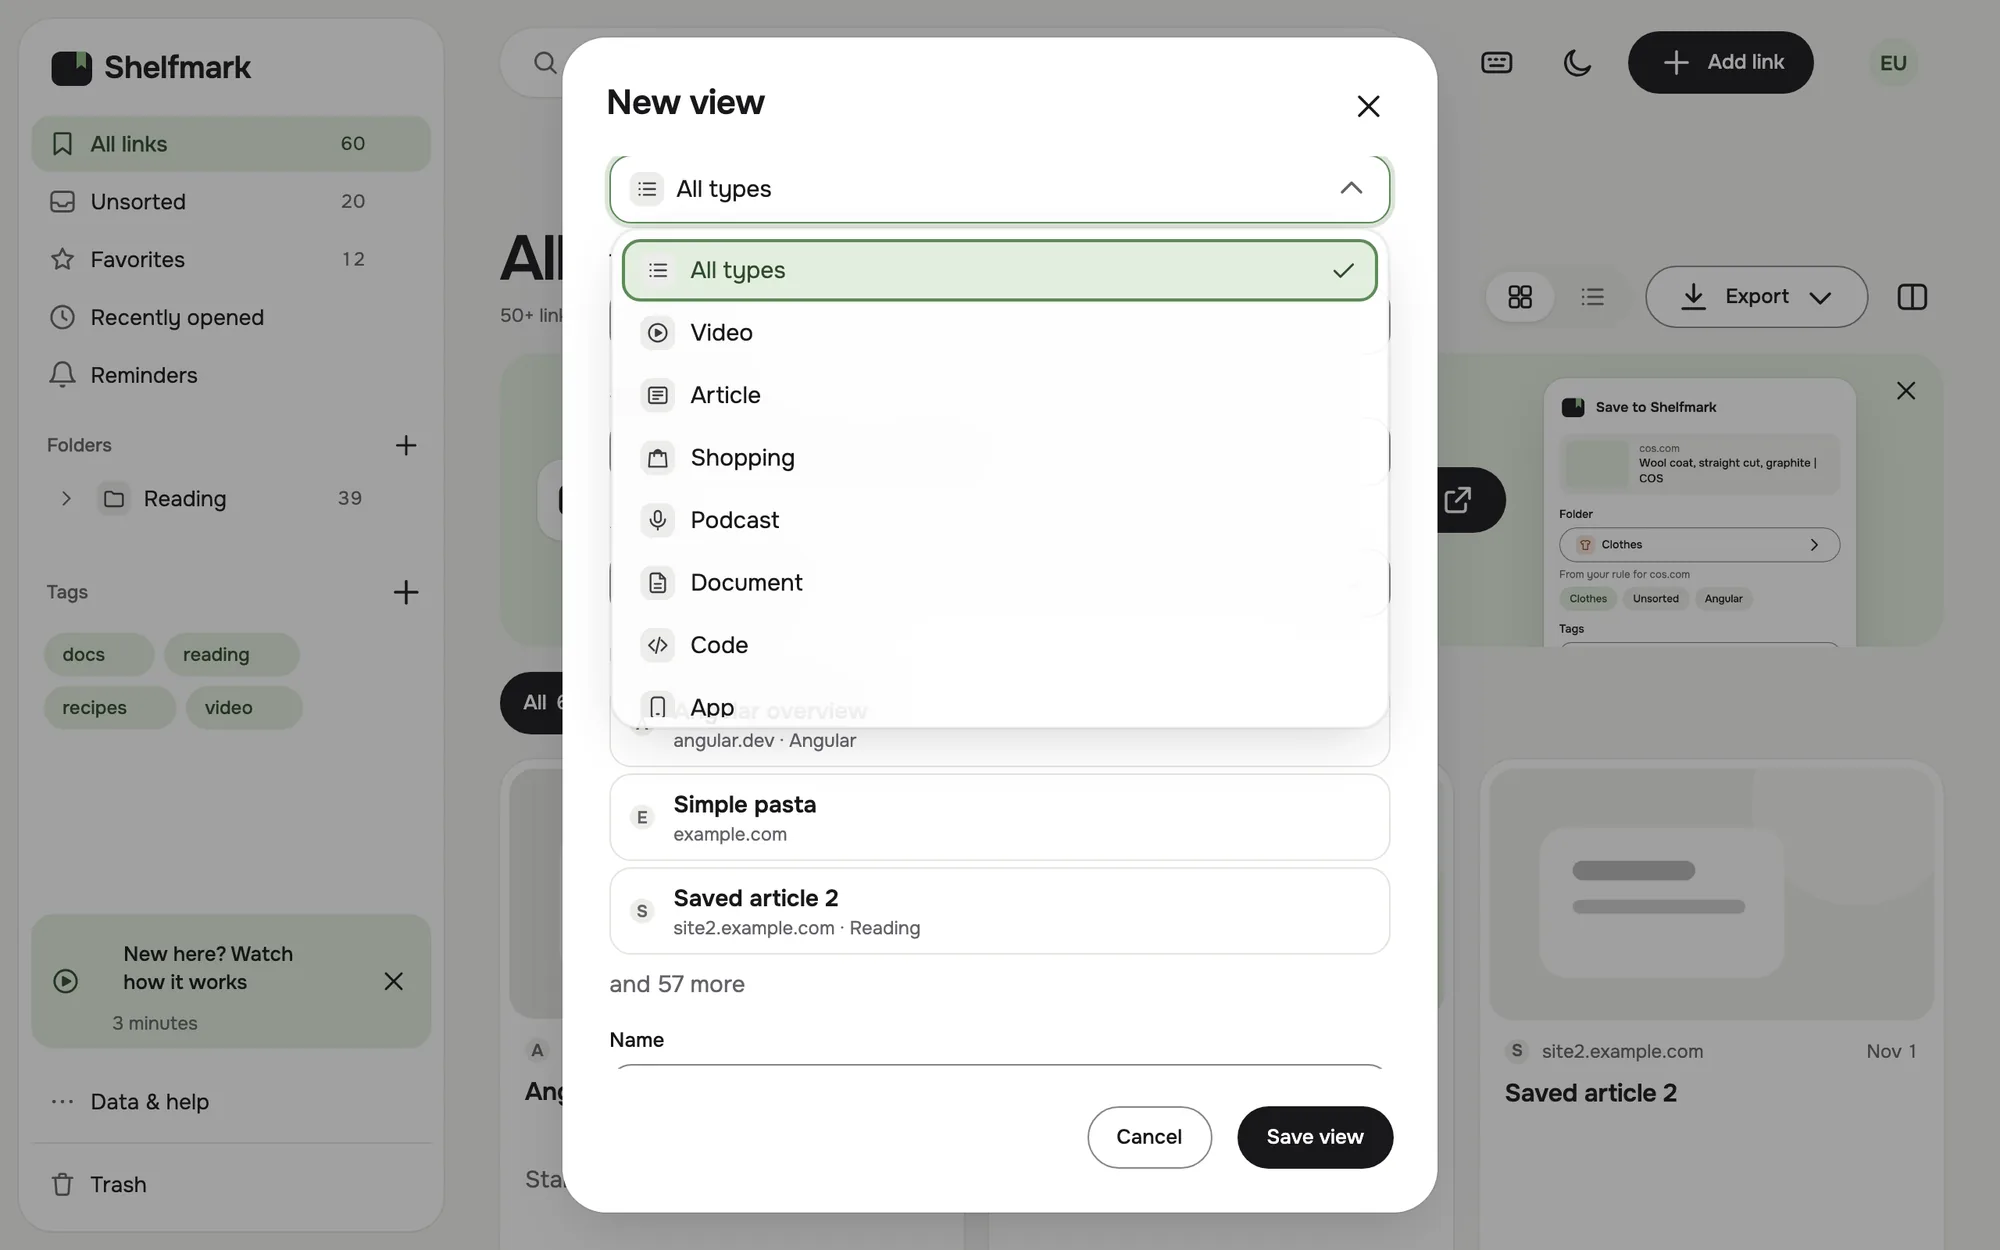 Shelfmark
All links 60
Unsorted 20
Favorites 12
Recently opened
Reminders
Folders
Reading 39
Tags
docs reading
recipes video
New here? Watch
how it works
3 minutes
Data & help
Trash
Add link
EU
All
50+
Export
Save to Shelfmark
cos.com
Wool coat, straight cut, graphite |
COS
Folder
Clothes
From your rule for cos.com
Clothes Unsorted Angular
Tags
All
New view
All types
All types
Video
Article
Shopping
Podcast
Document
Code
App
angular.dev · Angular
E
Simple pasta
example.com
S
Saved article 2
site2.example.com · Reading
and 57 more
Name
Cancel
Save view
A
S site2.example.com Nov 1
Saved article 2